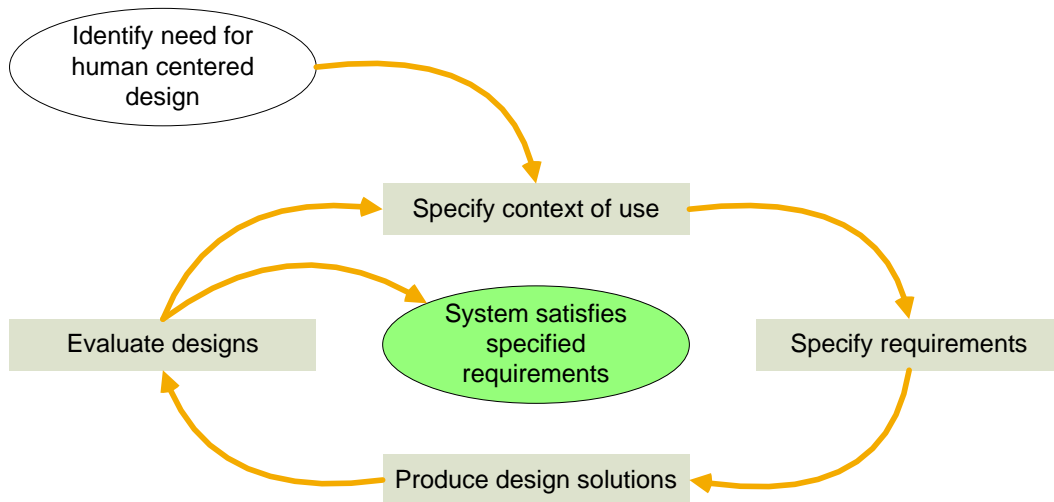 Identify need for
human centered
design
Specify context of use
System satisfies
specified
requirements
Evaluate designs
Specify requirements
Produce design solutions